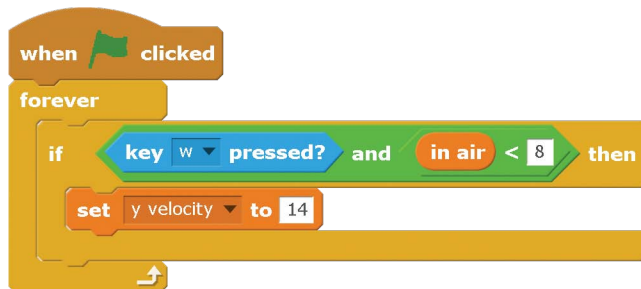 when clicked
forever
if key w pressed? and in air < 8 then
set y velocity to 14